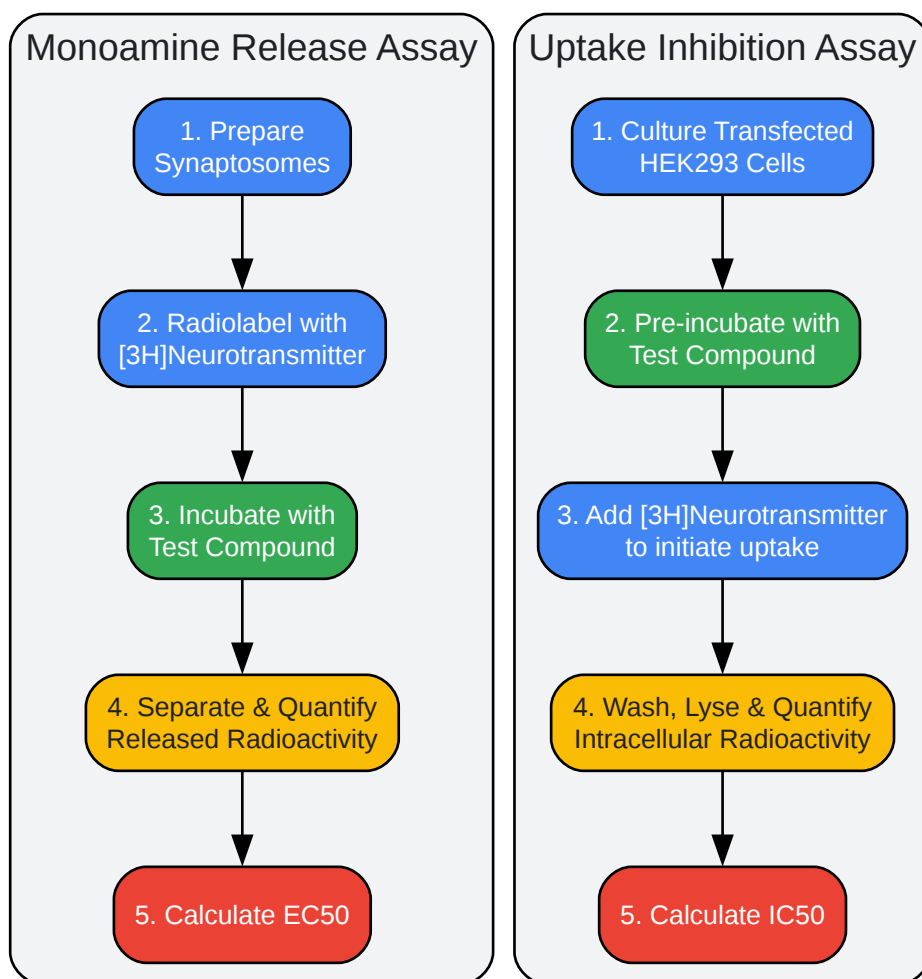 Monoamine Release Assay
1. Prepare
Synaptosomes
2. Radiolabel with
[3H]Neurotransmitter
3. Incubate with
Test Compound
4. Separate & Quantify
Released Radioactivity
5. Calculate EC50
Uptake Inhibition Assay
1. Culture Transfected
HEK293 Cells
2. Pre-incubate with
Test Compound
3. Add [3H]Neurotransmitter
to initiate uptake
4. Wash, Lyse & Quantify
Intracellular Radioactivity
5. Calculate IC50